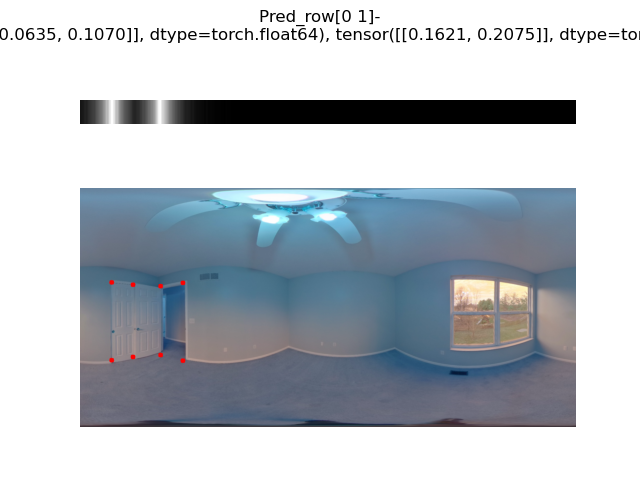 Pred_row[0 1]-
0.0635, 0.1070]], dtype=torch.float64), tensor([[0.1621, 0.2075]], dtype=tor